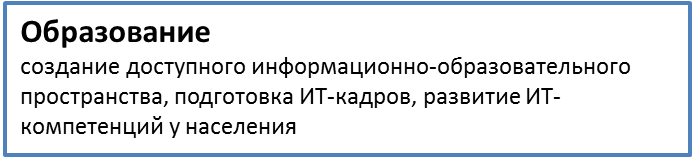 Образование
создание доступного информационно-образовательного
пространства, подготовка ИТ-кадров, развитие ИТ-
компетенций у населения